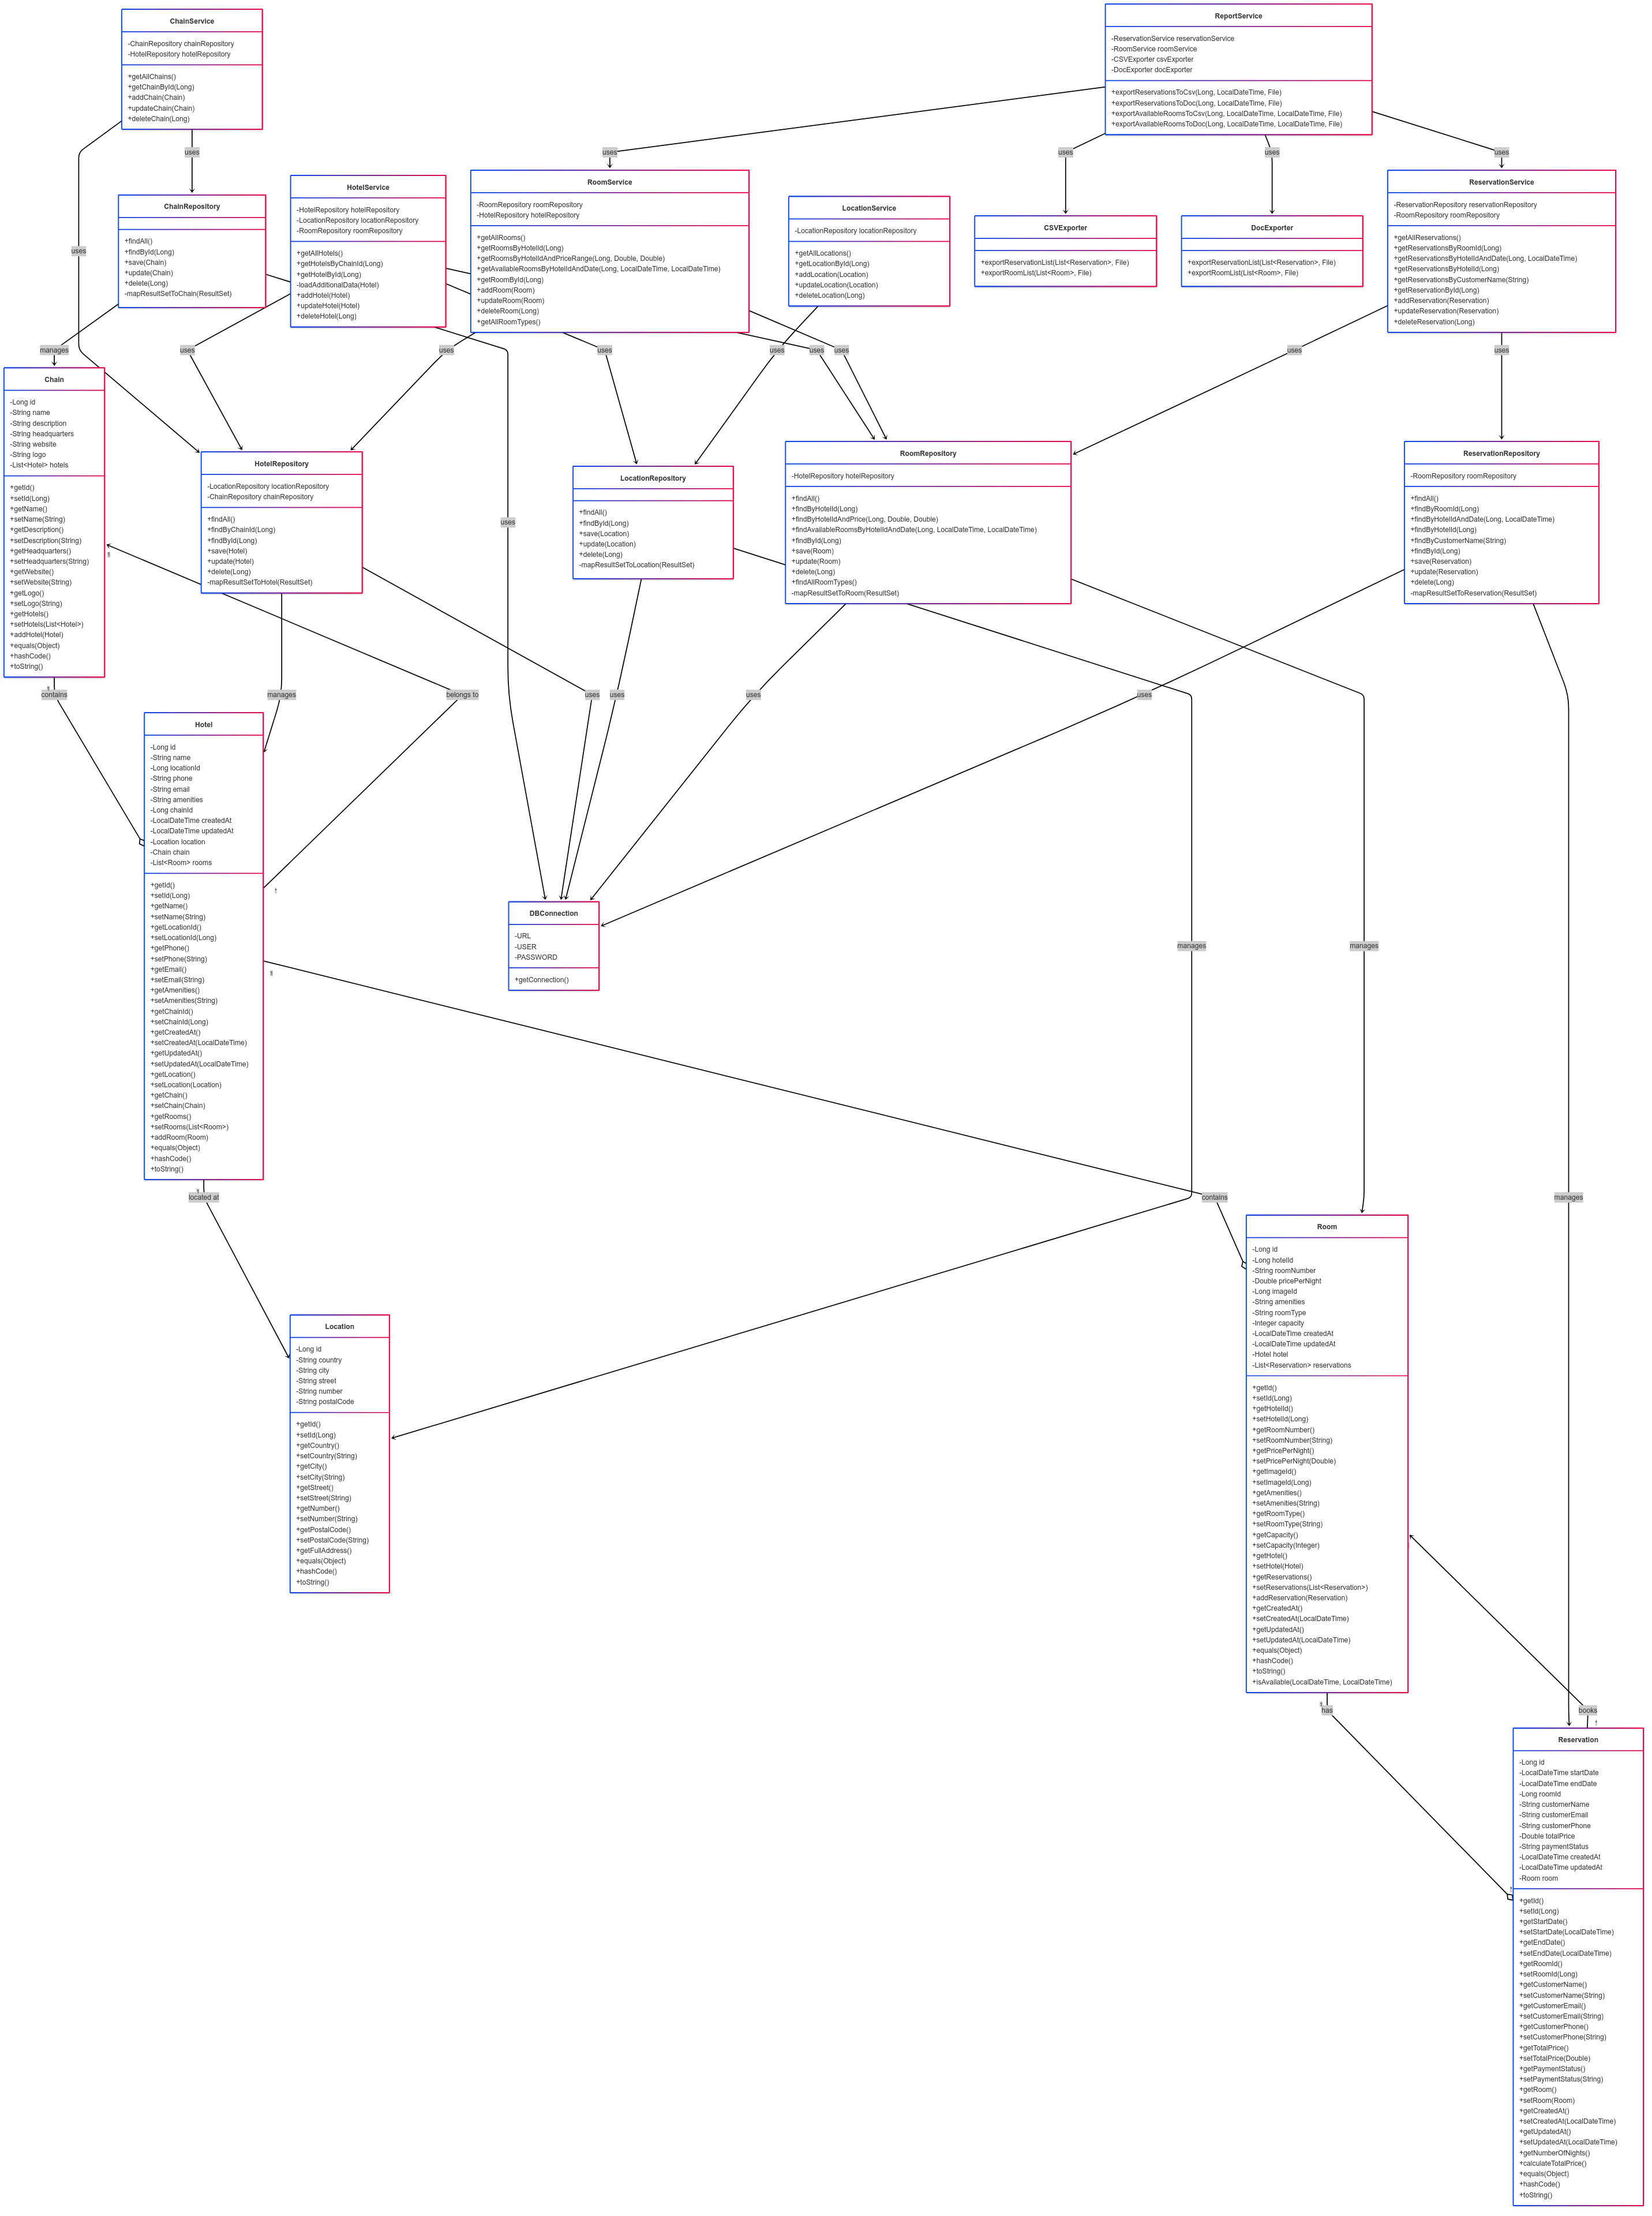 ChainService
-ChainRepository chainRepository
-HotelRepository hotelRepository
+getAllChains()
+getChainById(Long)
+addChain(Chain)
+updateChain(Chain)
+deleteChain(Long)
ReportService
-ReservationService reservationService
-RoomService roomService
-CSVExporter csvExporter
-DocExporter docExporter
+exportReservationsToCsv(Long, LocalDateTime, File)
+exportReservationsToDoc(Long, LocalDateTime, File)
+exportAvailableRoomsToCsv(Long, LocalDateTime, LocalDateTime, File)
+exportAvailableRoomsToDoc(Long, LocalDateTime, LocalDateTime, File)
uses
uses
uses
uses
uses
ChainRepository
+findAll()
+findById(Long)
+save(Chain)
+update(Chain)
+delete(Long)
-mapResultSetToChain(ResultSet)
HotelService
-HotelRepository hotelRepository
-LocationRepository locationRepository
-RoomRepository roomRepository
+getAllHotels()
+getHotelsByChainId(Long)
+getHotelById(Long)
-loadAdditionalData(Hotel)
+addHotel(Hotel)
+updateHotel(Hotel)
+deleteHotel(Long)
RoomService
-RoomRepository roomRepository
-HotelRepository hotelRepository
+getAllRooms()
+getRoomsByHotelId(Long)
+getRoomsByHotelIdAndPriceRange(Long, Double, Double)
+getAvailableRoomsByHotelIdAndDate(Long, LocalDateTime, LocalDateTime)
+getRoomById(Long)
+addRoom(Room)
+updateRoom(Room)
+deleteRoom(Long)
+getAllRoomTypes()
LocationService
-LocationRepository locationRepository
+getAllLocations()
+getLocationById(Long)
+addLocation(Location)
+updateLocation(Location)
+deleteLocation(Long)
CSVExporter
+exportReservationList(List<Reservation>, File)
+exportRoomList(List<Room>, File)
DocExporter
+exportReservationList(List<Reservation>, File)
+exportRoomList(List<Room>, File)
ReservationService
-ReservationRepository reservationRepository
-RoomRepository roomRepository
+getAllReservations()
+getReservationsByRoomId(Long)
+getReservationsByHotelIdAndDate(Long, LocalDateTime)
+getReservationsByHotelId(Long)
+getReservationsByCustomerName(String)
+getReservationById(Long)
+addReservation(Reservation)
+updateReservation(Reservation)
+deleteReservation(Long)
uses
manages
uses
uses
uses
uses
uses
uses
uses
uses
Chain
-Long id
-String name
-String description
-String headquarters
-String website
-String logo
-List<Hotel> hotels
+getId()
+setId(Long)
+getName()
+setName(String)
+getDescription()
+setDescription(String)
+getHeadquarters()
+setHeadquarters(String)
+getWebsite()
+setWebsite(String)
+getLogo()
+setLogo(String)
+getHotels()
+setHotels(List<Hotel>)
+addHotel(Hotel)
+equals(Object)
+hashCode()
+toString()
HotelRepository
-LocationRepository locationRepository
-ChainRepository chainRepository
+findAll()
+findByChainId(Long)
+findById(Long)
+save(Hotel)
+update(Hotel)
+delete(Long)
-mapResultSetToHotel(ResultSet)
uses
LocationRepository
+findAll()
+findById(Long)
+save(Location)
+update(Location)
+delete(Long)
-mapResultSetToLocation(ResultSet)
RoomRepository
-HotelRepository hotelRepository
+findAll()
+findByHotelId(Long)
+findByHotelIdAndPrice(Long, Double, Double)
+findAvailableRoomsByHotelIdAndDate(Long, LocalDateTime, LocalDateTime)
+findById(Long)
+save(Room)
+update(Room)
+delete(Long)
+findAllRoomTypes()
-mapResultSetToRoom(ResultSet)
ReservationRepository
-RoomRepository roomRepository
+findAll()
+findByRoomId(Long)
+findByHotelIdAndDate(Long, LocalDateTime)
+findByHotelId(Long)
+findByCustomerName(String)
+findById(Long)
+save(Reservation)
+update(Reservation)
+delete(Long)
-mapResultSetToReservation(ResultSet)
contains
manages
belongs to
uses
uses
uses
uses
Hotel
-Long id
-String name
-Long locationId
-String phone
-String email
-String amenities
-Long chainId
-LocalDateTime createdAt
-LocalDateTime updatedAt
-Location location
-Chain chain
-List<Room> rooms
+getId()
+setId(Long)
+getName()
+setName(String)
+getLocationId()
+setLocationId(Long)
+getPhone()
+setPhone(String)
+getEmail()
+setEmail(String)
+getAmenities()
+setAmenities(String)
+getChainId()
+setChainId(Long)
+getCreatedAt()
+setCreatedAt(LocalDateTime)
+getUpdatedAt()
+setUpdatedAt(LocalDateTime)
+getLocation()
+setLocation(Location)
+getChain()
+setChain(Chain)
+getRooms()
+setRooms(List<Room>)
+addRoom(Room)
+equals(Object)
+hashCode()
+toString()
DBConnection
-URL
-USER
-PASSWORD
+getConnection()
manages
manages
located at
contains
manages
Location
-Long id
-String country
-String city
-String street
-String number
-String postalCode
+getId()
+setId(Long)
+getCountry()
+setCountry(String)
+getCity()
+setCity(String)
+getStreet()
+setStreet(String)
+getNumber()
+setNumber(String)
+getPostalCode()
+setPostalCode(String)
+getFullAddress()
+equals(Object)
+hashCode()
+toString()
Room
-Long id
-Long hotelId
-String roomNumber
-Double pricePerNight
-Long imageId
-String amenities
-String roomType
-Integer capacity
-LocalDateTime createdAt
-LocalDateTime updatedAt
-Hotel hotel
-List<Reservation> reservations
+getId()
+setId(Long)
+getHotelId()
+setHotelId(Long)
+getRoomNumber()
+setRoomNumber(String)
+getPricePerNight()
+setPricePerNight(Double)
+getImageId()
+setImageId(Long)
+getAmenities()
+setAmenities(String)
+getRoomType()
+setRoomType(String)
+getCapacity()
+setCapacity(Integer)
+getHotel()
+setHotel(Hotel)
+getReservations()
+setReservations(List<Reservation>)
+addReservation(Reservation)
+getCreatedAt()
+setCreatedAt(LocalDateTime)
+getUpdatedAt()
+setUpdatedAt(LocalDateTime)
+equals(Object)
+hashCode()
+toString()
+isAvailable(LocalDateTime, LocalDateTime)
has
books
Reservation
-Long id
-LocalDateTime startDate
-LocalDateTime endDate
-Long roomId
-String customerName
-String customerEmail
-String customerPhone
-Double totalPrice
-String paymentStatus
-LocalDateTime createdAt
-LocalDateTime updatedAt
-Room room
+getId()
+setId(Long)
+getStartDate()
+setStartDate(LocalDateTime)
+getEndDate()
+setEndDate(LocalDateTime)
+getRoomId()
+setRoomId(Long)
+getCustomerName()
+setCustomerName(String)
+getCustomerEmail()
+setCustomerEmail(String)
+getCustomerPhone()
+setCustomerPhone(String)
+getTotalPrice()
+setTotalPrice(Double)
+getPaymentStatus()
+setPaymentStatus(String)
+getRoom()
+setRoom(Room)
+getCreatedAt()
+setCreatedAt(LocalDateTime)
+getUpdatedAt()
+setUpdatedAt(LocalDateTime)
+getNumberOfNights()
+calculateTotalPrice()
+equals(Object)
+hashCode()
+toString()